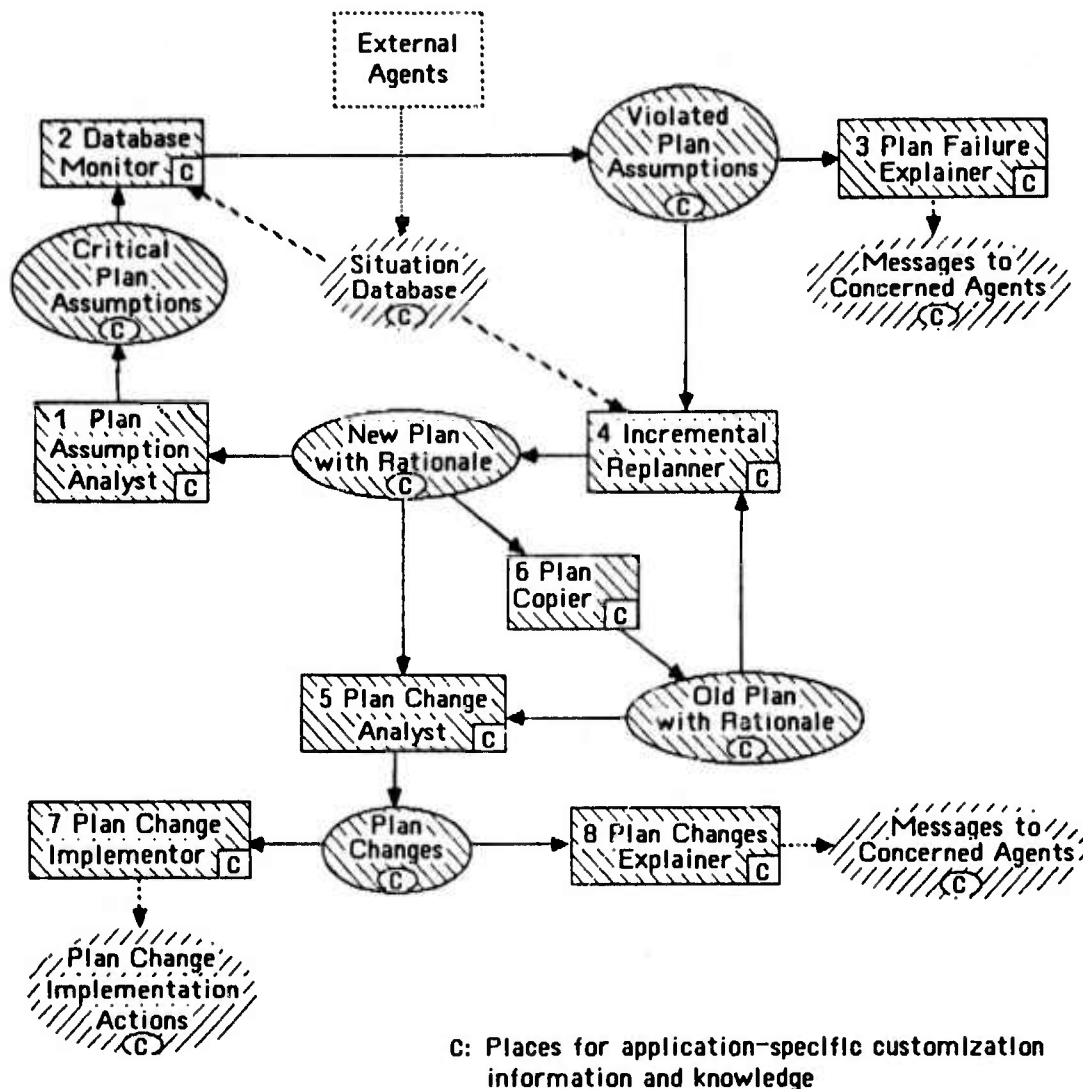 External
Agents
2 Database
Monitor
C
Violated
Plan
Assumptions
C
3 Plan Failure
Explainer
C
Critical
Plan
Assumptions
C
Situation
Database
C
Messages to
Concerned Agents
C
1 Plan
Assumption
Analyst
C
New Plan
with Rationale
C
4 Incremental
Replanner
C
6 Plan
Copier
C
5 Plan Change
Analyst
C
Old Plan
with Rationale
C
7 Plan Change
Implementor
C
Plan
Changes
C
8 Plan Changes
Explainer
C
Messages to
Concerned Agents
C
Plan Change
Implementation
Actions
C
C: Places for application-specific customization
information and knowledge